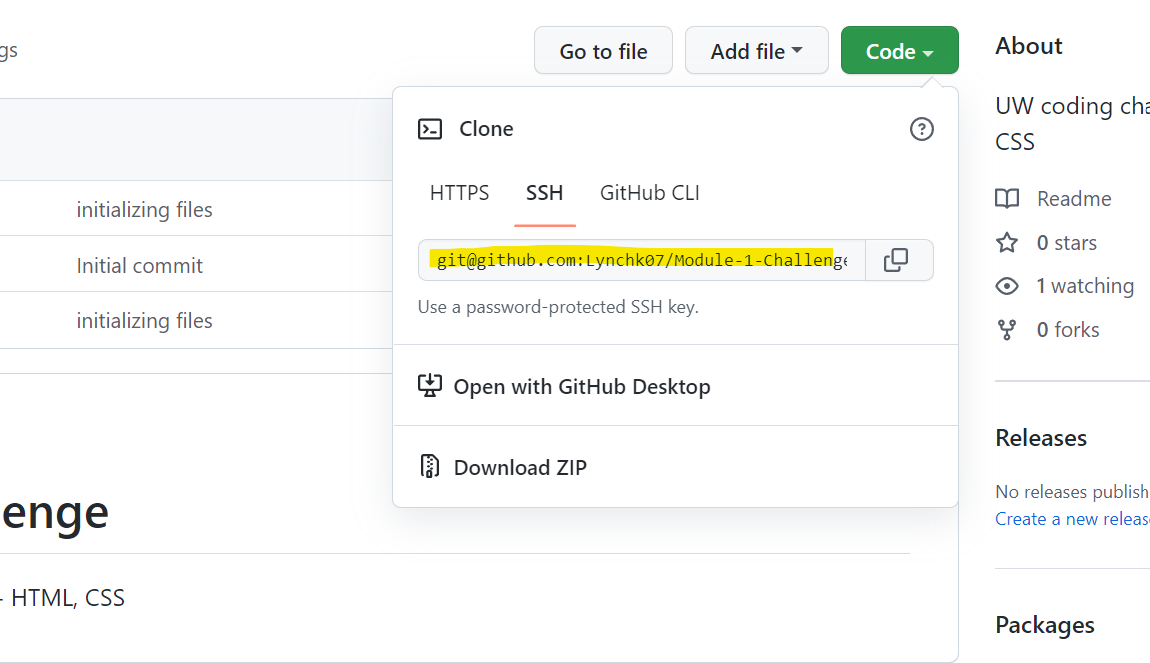 gs
Go to file
Add file
Code
About
UW coding cha
CSS
Clone
HTTPS
SSH
GitHub CLI
git@github.com:Lynchk07/Module-1-Challenge
Use a password-protected SSH key.
Open with GitHub Desktop
Download ZIP
initializing files
Initial commit
initializing files
Readme
0 stars
1 watching
0 forks
Releases
No releases publish
Create a new releas
Packages
enge
- HTML, CSS